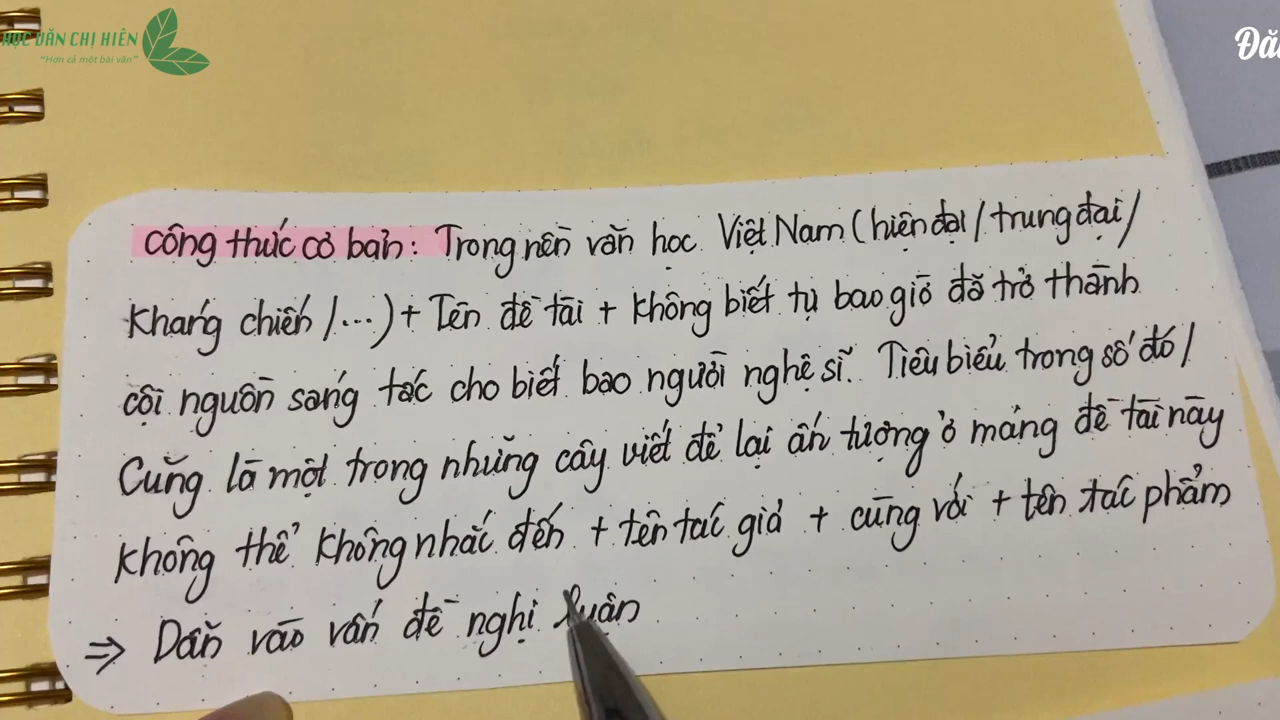 HỌC VĂN CHỊ HIÊN
"Hơn cả một bài văn"
Công thức cơ bản: Trong nền văn học Việt Nam (hiện đại / trung đại /
kháng chiến /...) + Tên đề tài + không biết tự bao giờ đã trở thành
cội nguồn sáng tác cho biết bao người nghệ sĩ. Tiêu biểu trong số đó /
Cũng là một trong những cây viết để lại ấn tượng ở mảng đề tài này
không thể không nhắc đến + tên tác giả + cùng với + tên tác phẩm
⇒ Dẫn vào vấn đề nghị luận